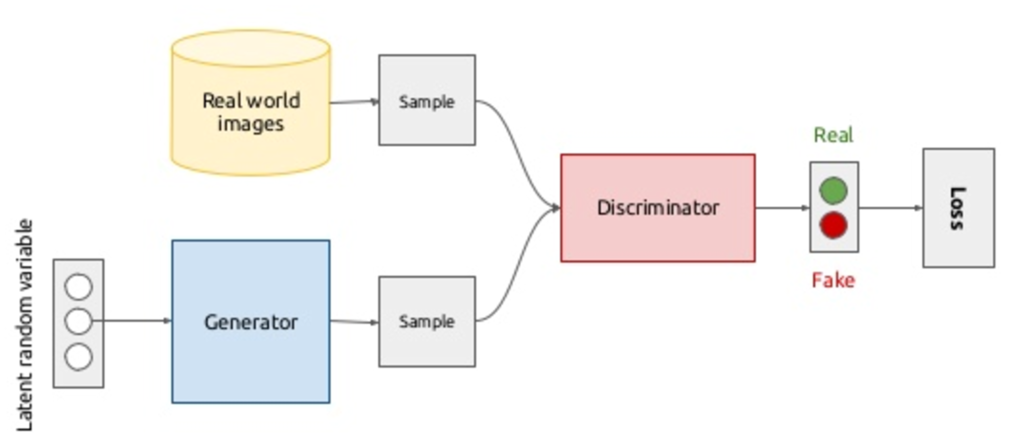 Real world
images
Sample
Discriminator
Real
Fake
Loss
Latent random variable
Generator
Sample